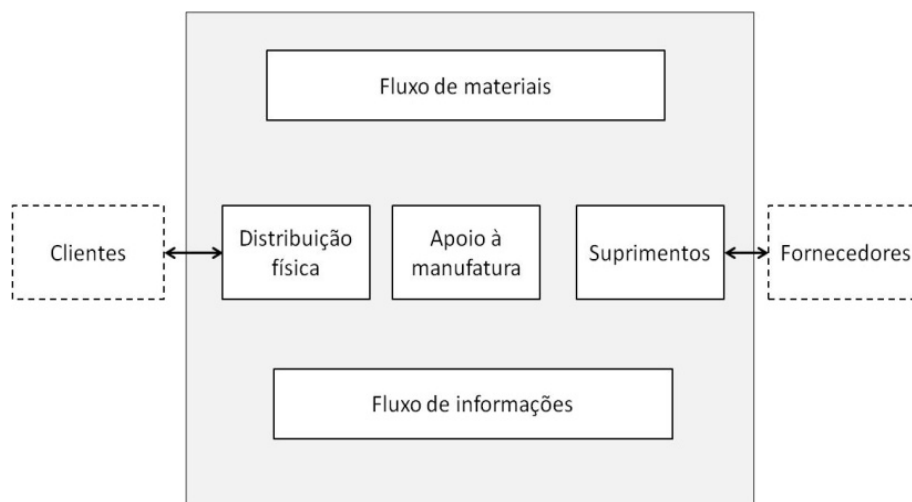 Fluxo de materiais
Clientes
Distribuição
física
Apoio à
manufatura
Suprimentos
Fornecedores
Fluxo de informações